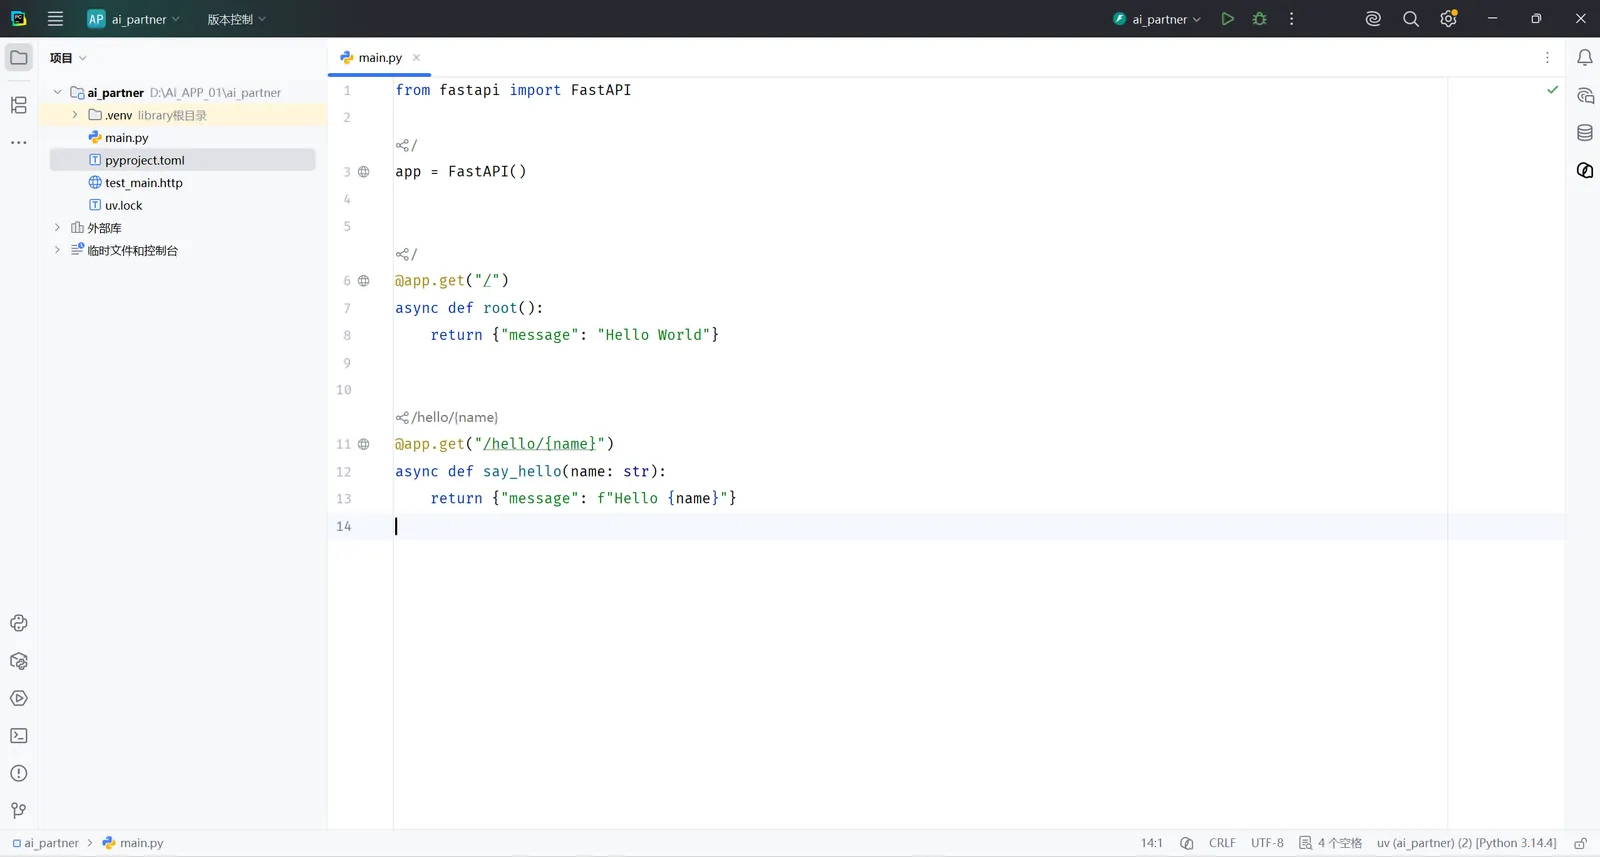 AP ai_partner 版本控制 ai_partner
项目
main.py
ai_partner D:\AI_APP_01\ai_partner
.venv library根目录
main.py
pyproject.toml
test_main.http
uv.lock
外部库
临时文件和控制台
1 from fastapi import FastAPI
2
/
3 app = FastAPI()
4
5
/
6 @app.get("/")
7 async def root():
8     return {"message": "Hello World"}
9
10
/hello/{name}
11 @app.get("/hello/{name}")
12 async def say_hello(name: str):
13     return {"message": f"Hello {name}"}
14
ai_partner > main.py 14:1 CRLF UTF-8 4 个空格 uv (ai_partner) (2) [Python 3.14.4]